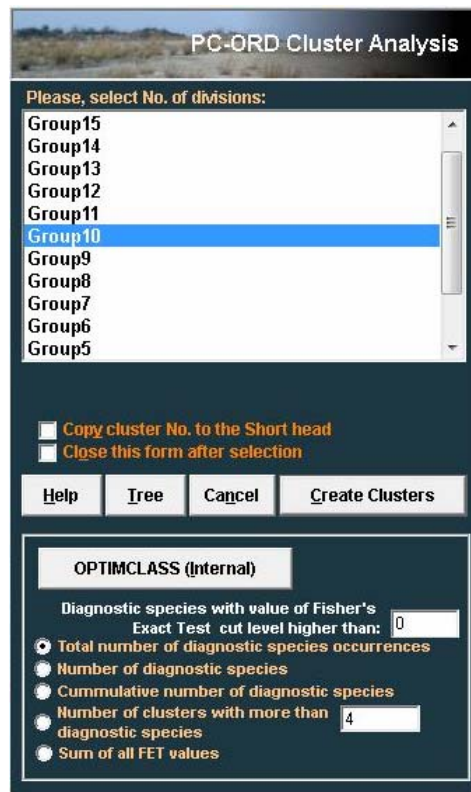 PC-ORD Cluster Analysis
Please, select No. of divisions:
Group15
Group14
Group13
Group12
Group11
Group10
Group9
Group8
Group7
Group6
Group5
Copy cluster No. to the Short head
Close this form after selection
Help Tree Cancel Create Clusters
OPTIMCLASS (Internal)
Diagnostic species with value of Fisher's
Exact Test cut level higher than: 0
Total number of diagnostic species occurrences
Number of diagnostic species
Cummulative number of diagnostic species
Number of clusters with more than 4
diagnostic species
Sum of all FET values